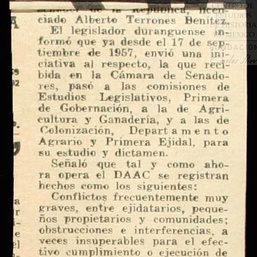 de la República, licen-
ciado Alberto Terrones Benítez.
El legislador duranguense in-
formó que ya desde el 17 de sep-
tiembre de 1957, envió una ini-
ciativa al respecto, la que reci-
bida en la Cámara de Senado-
res, pasó a las comisiones de
Estudios Legislativos, Primera
de Gobernación, a la de Agri-
cultura y Ganadería, y a las
de Colonización, Departamento
Agrario y Primera Ejidal, para
su estudio y dictamen.
Señaló que tal y como aho-
ra opera el DAAC se registran
hechos como los siguientes:
Conflictos frecuentemente muy
graves, entre ejidatarios, peque-
ños propietarios y comunidades;
obstrucciones e interferencias, a
veces insuperables para el efec-
tivo cumplimiento o ejecución de